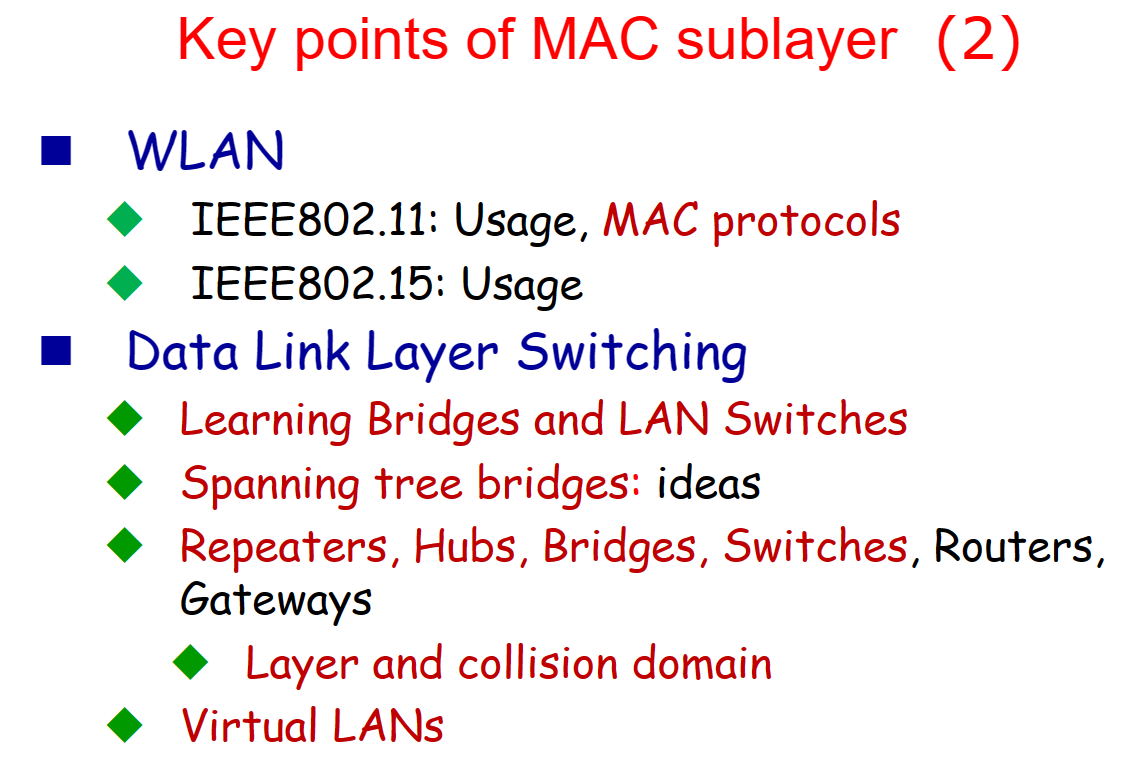 Key points of MAC sublayer (2)
WLAN
IEEE802.11: Usage, MAC protocols
IEEE802.15: Usage
Data Link Layer Switching
Learning Bridges and LAN Switches
Spanning tree bridges: ideas
Repeaters, Hubs, Bridges, Switches, Routers,
Gateways
Layer and collision domain
Virtual LANs